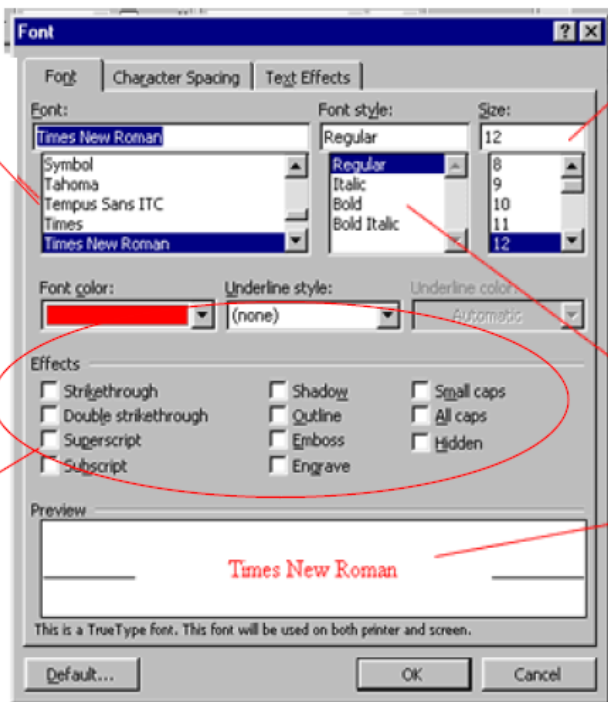 Font
Font Character Spacing Text Effects
Font: Font style: Size:
Times New Roman Regular 12
Symbol Regular 8
Tahoma Italic 9
Tempus Sans ITC Bold 10
Times Bold Italic 11
Times New Roman 12
Font color: Underline style: Underline color:
(none) Automatic
Effects
Strikethrough Shadow Small caps
Double strikethrough Outline All caps
Superscript Emboss Hidden
Subscript Engrave
Preview
Times New Roman
This is a TrueType font. This font will be used on both printer and screen.
Default... OK Cancel